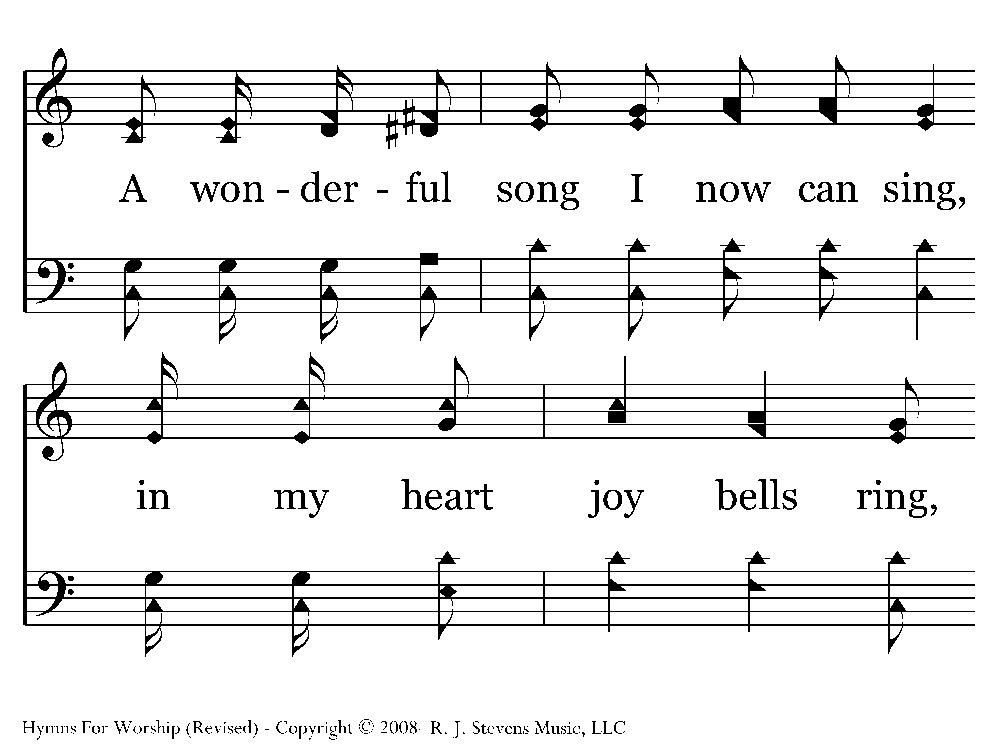 A won - der - ful song I now can sing,
in my heart joy bells ring,
Hymns For Worship (Revised) - Copyright © 2008 R. J. Stevens Music, LLC